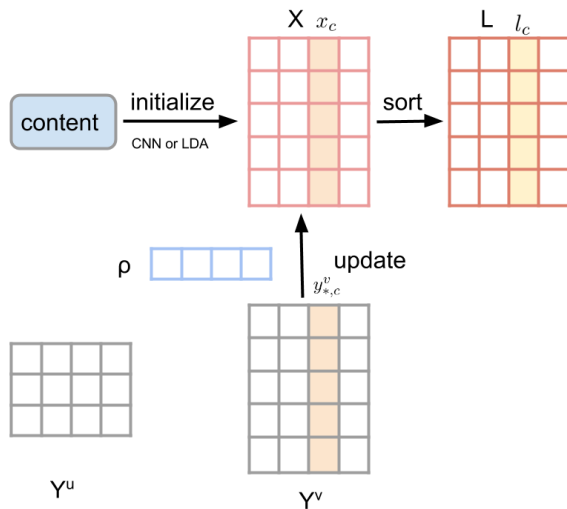 X x_c
L l_c
content
initialize
CNN or LDA
sort
ρ
update
y^v_{*,c}
Y^u
Y^v